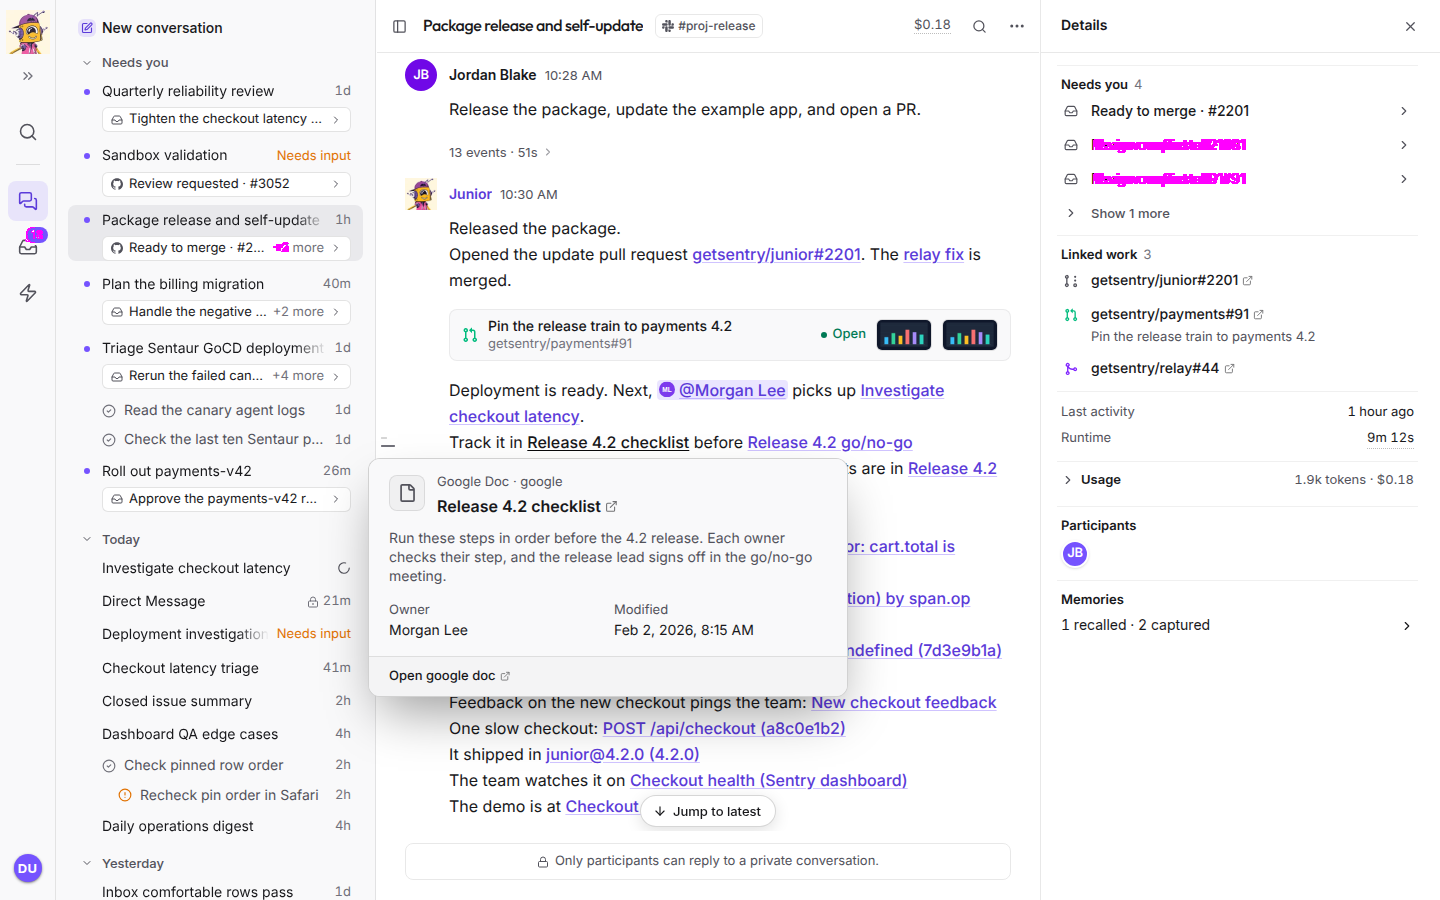 New conversation
Needs you
Quarterly reliability review 1d
Tighten the checkout latency ...
Sandbox validation Needs input
Review requested · #3052
Package release and self-update 1h
Ready to merge · #2... more
Plan the billing migration 40m
Handle the negative ... +2 more
Triage Sentaur GoCD deployment 1d
Rerun the failed can... +4 more
Read the canary agent logs 1d
Check the last ten Sentaur p... 1d
Roll out payments-v42 26m
Approve the payments-v42 r...
Today
Investigate checkout latency
Direct Message 21m
Deployment investigation Needs input
Checkout latency triage 41m
Closed issue summary 2h
Dashboard QA edge cases 4h
Check pinned row order 2h
Recheck pin order in Safari 2h
Daily operations digest 4h
Yesterday
Inbox comfortable rows pass 1d
DU
Package release and self-update #proj-release $0.18
JB Jordan Blake 10:28 AM
Release the package, update the example app, and open a PR.
13 events · 51s
Junior 10:30 AM
Released the package.
Opened the update pull request getsentry/junior#2201. The relay fix is
merged.
Pin the release train to payments 4.2
getsentry/payments#91
Open
Deployment is ready. Next, ML @Morgan Lee picks up Investigate
checkout latency.
Track it in Release 4.2 checklist before Release 4.2 go/no-go
s are in Release 4.2
or: cart.total is
tion) by span.op
ndefined (7d3e9b1a)
Google Doc · google
Release 4.2 checklist
Run these steps in order before the 4.2 release. Each owner
checks their step, and the release lead signs off in the go/no-go
meeting.
Owner Modified
Morgan Lee Feb 2, 2026, 8:15 AM
Open google doc
Feedback on the new checkout pings the team: New checkout feedback
One slow checkout: POST /api/checkout (a8c0e1b2)
It shipped in junior@4.2.0 (4.2.0)
The team watches it on Checkout health (Sentry dashboard)
The demo is at Checkout
Jump to latest
Only participants can reply to a private conversation.
Details
Needs you 4
Ready to merge · #2201
Show 1 more
Linked work 3
getsentry/junior#2201
getsentry/payments#91
Pin the release train to payments 4.2
getsentry/relay#44
Last activity 1 hour ago
Runtime 9m 12s
Usage 1.9k tokens · $0.18
Participants
JB
Memories
1 recalled · 2 captured